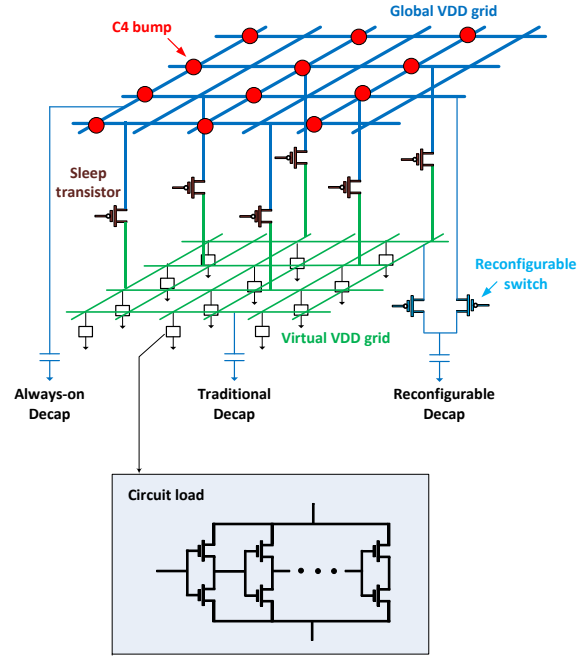 Global VDD grid
C4 bump
Sleep
transistor
Reconfigurable
switch
Virtual VDD grid
Always-on
Decap
Traditional
Decap
Reconfigurable
Decap
Circuit load